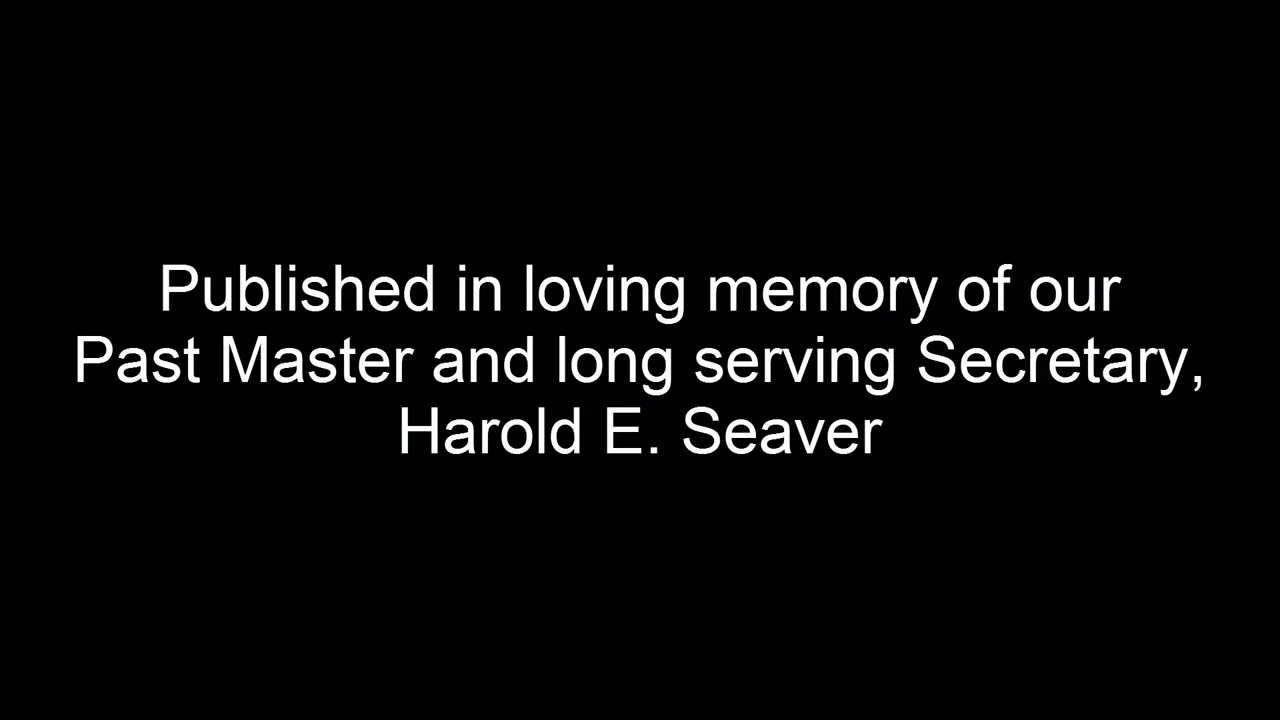 Published in loving memory of our
Past Master and long serving Secretary,
Harold E. Seaver